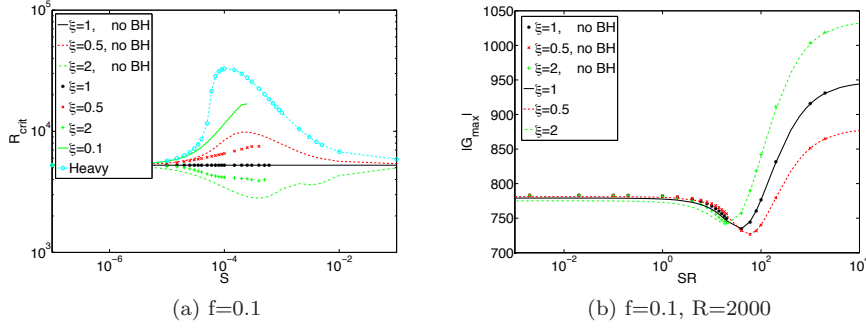 10^5
10^4
10^3
R_crit
ξ=1, no BH
ξ=0.5, no BH
ξ=2, no BH
ξ=1
ξ=0.5
ξ=2
ξ=0.1
Heavy
10^-6
10^-4
10^-2
S
(a) f=0.1
1050
1000
950
900
850
800
750
700
|G_max|
ξ=1, no BH
ξ=0.5, no BH
ξ=2, no BH
ξ=1
ξ=0.5
ξ=2
10^-2
10^0
10^2
10^4
SR
(b) f=0.1, R=2000